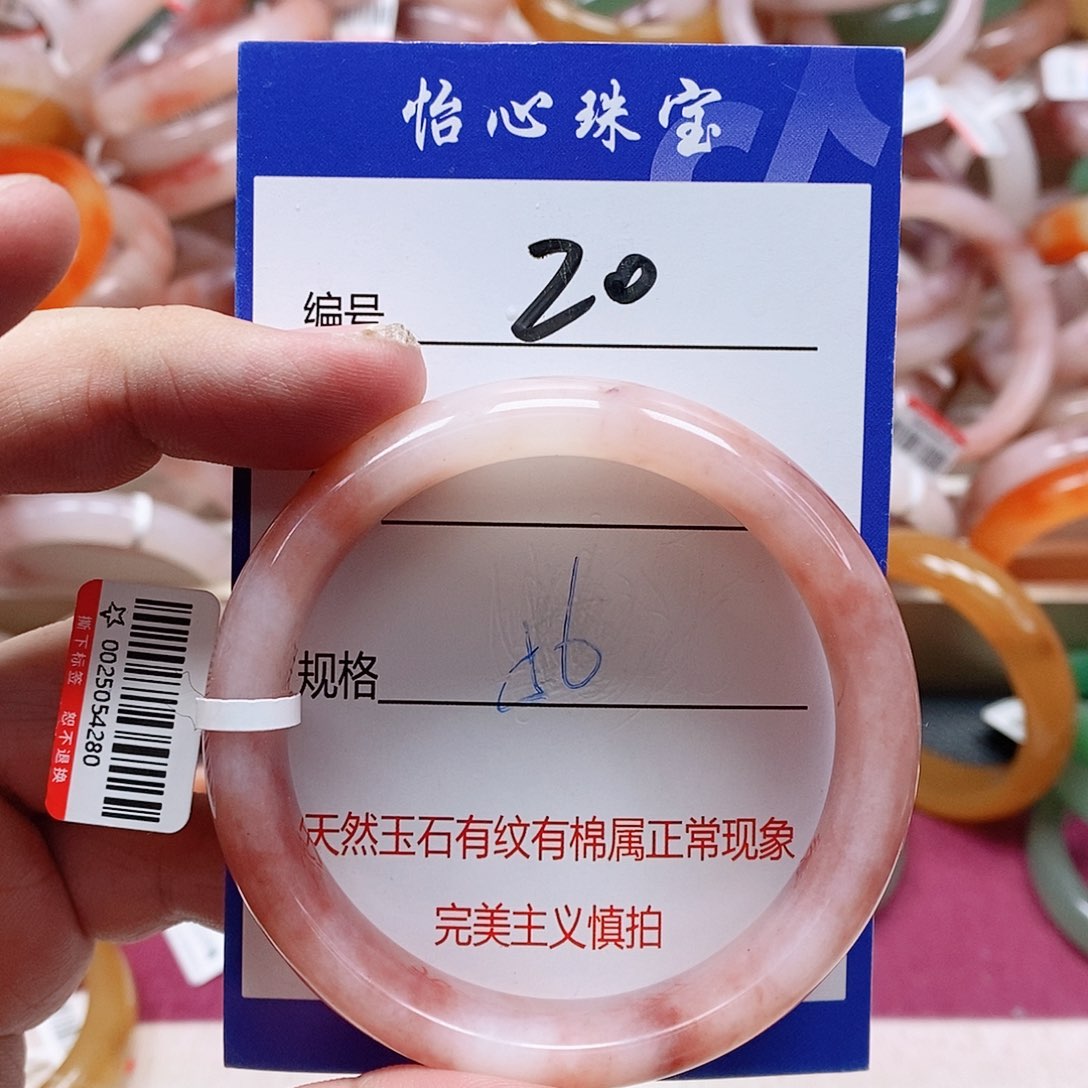 怡心珠宝
编号 20
规格 56
天然玉石有纹有棉属正常现象
完美主义慎拍
☆ 0025054280
撕下标签 恕不退换